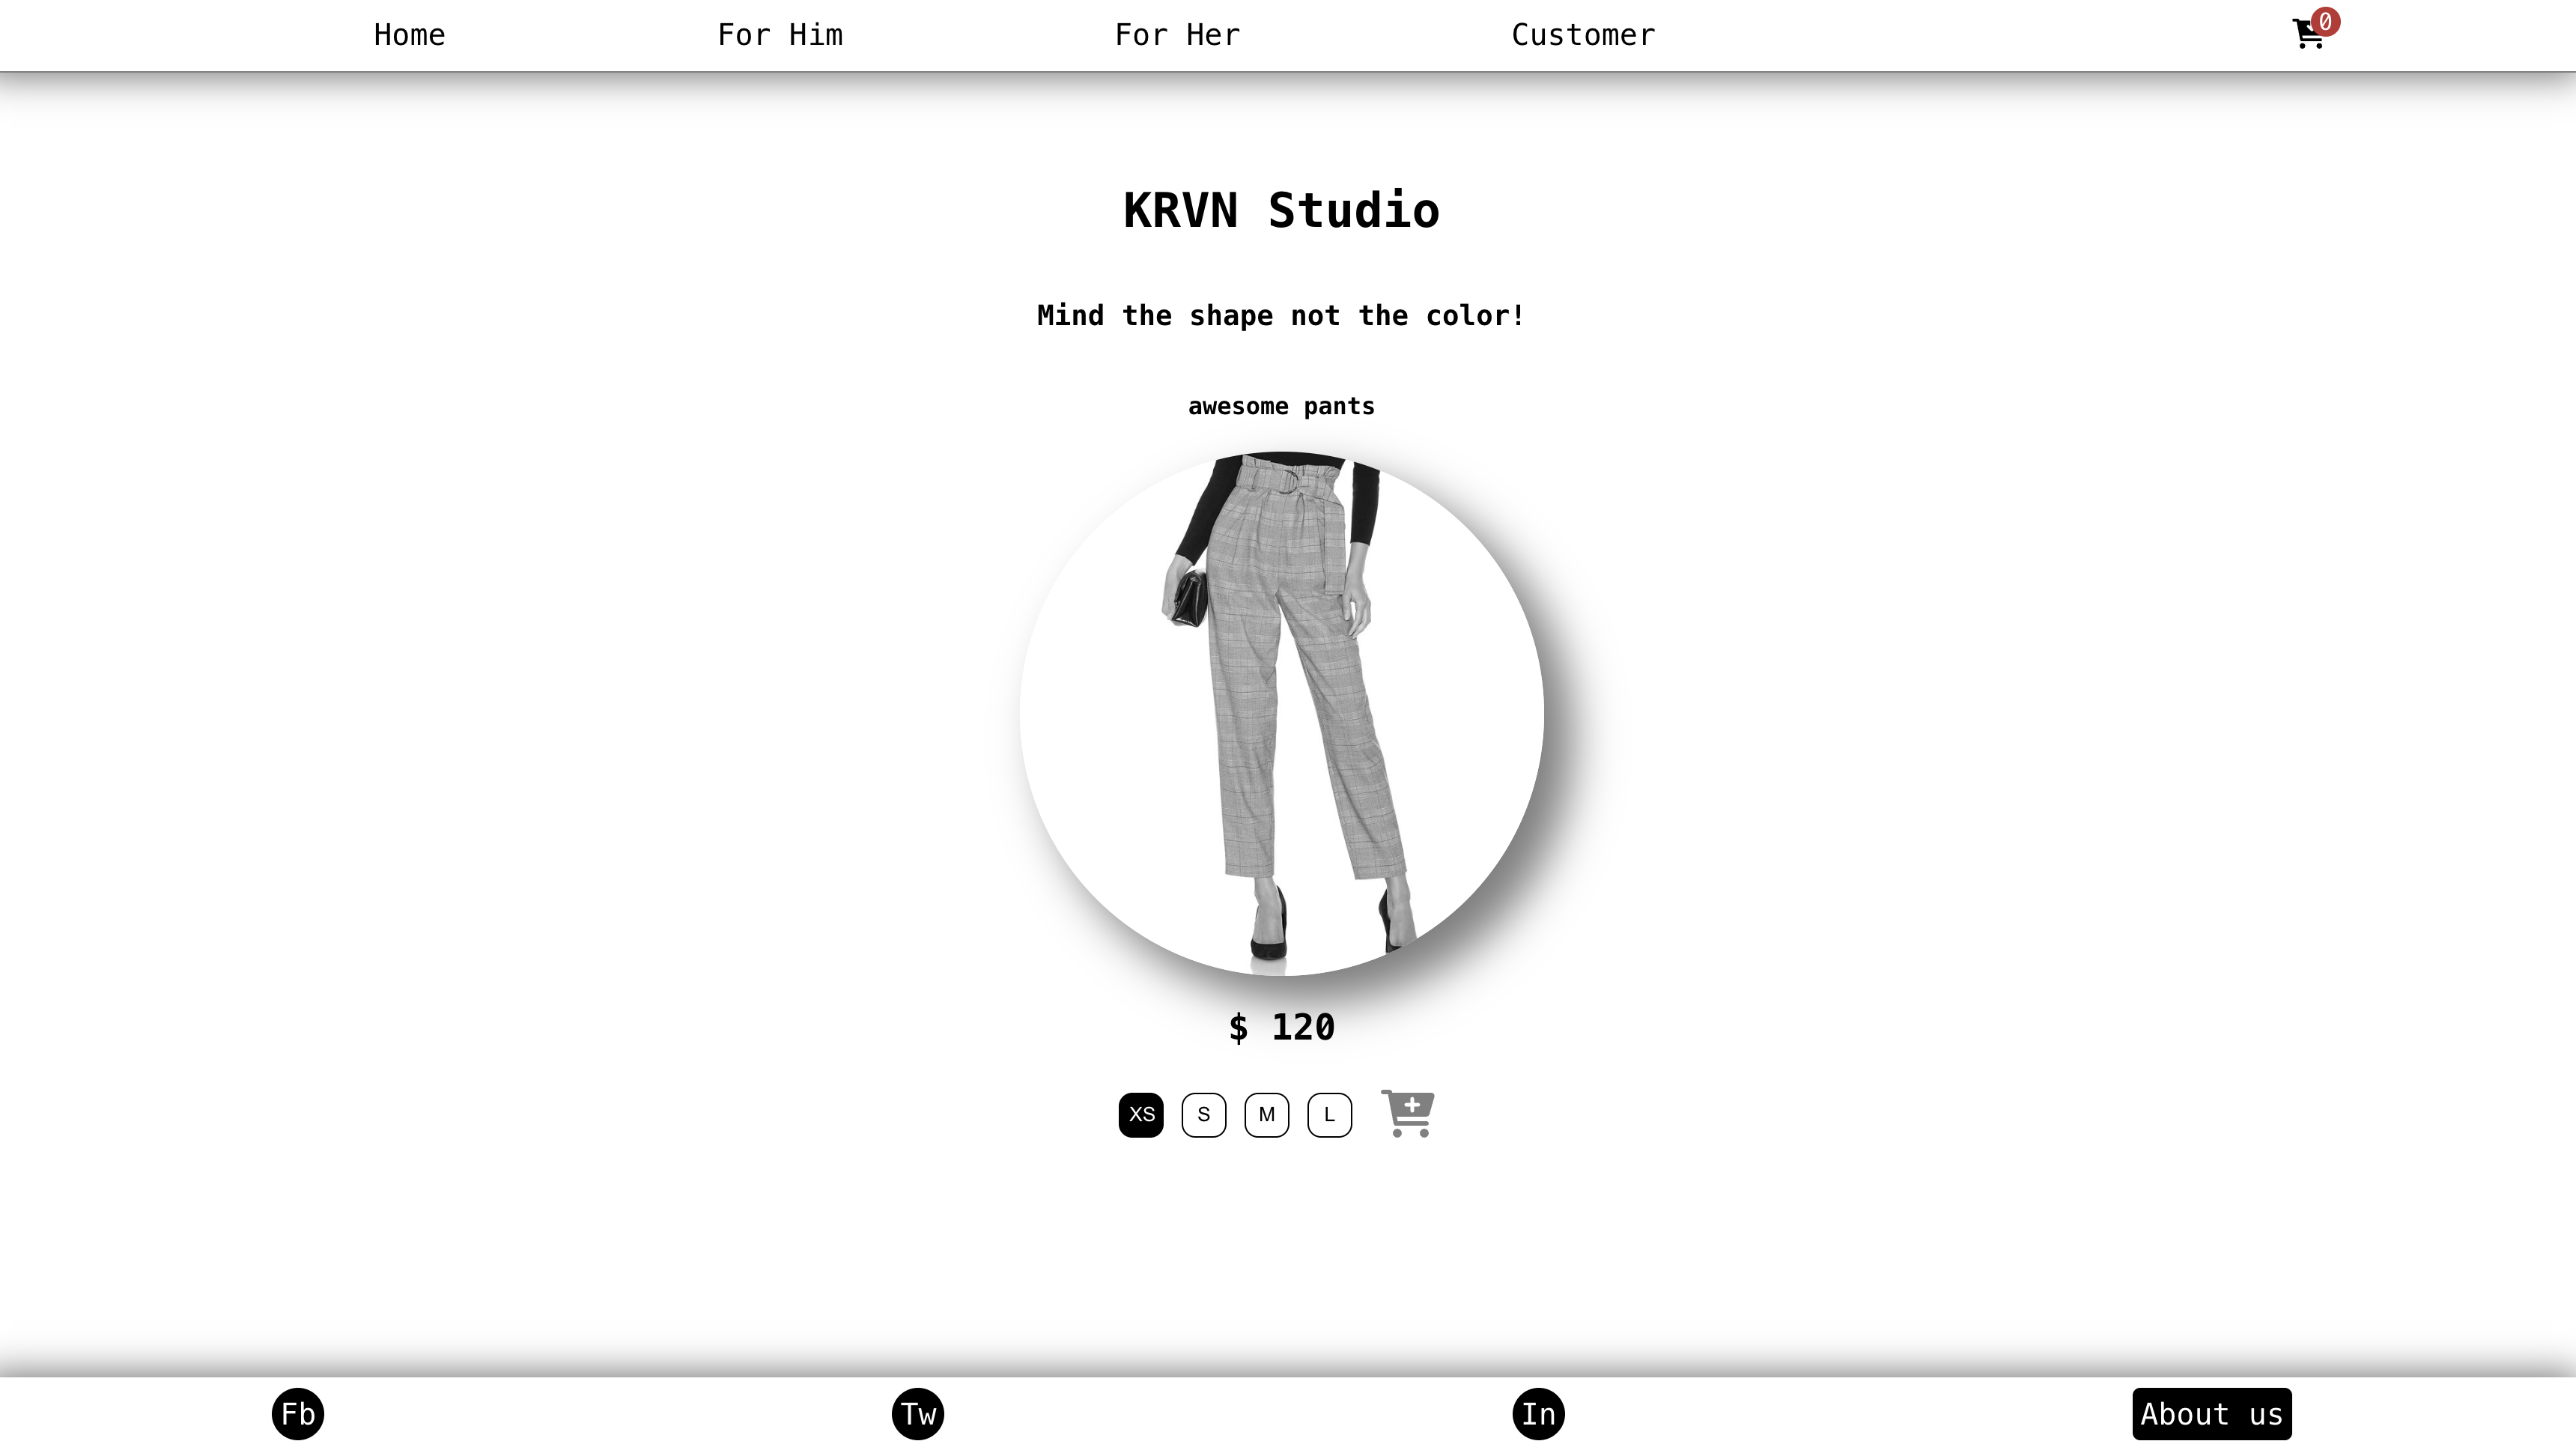 Home For Him For Her Customer 0
KRVN Studio
Mind the shape not the color!
awesome pants
$ 120
XS S M L
Fb Tw In About us